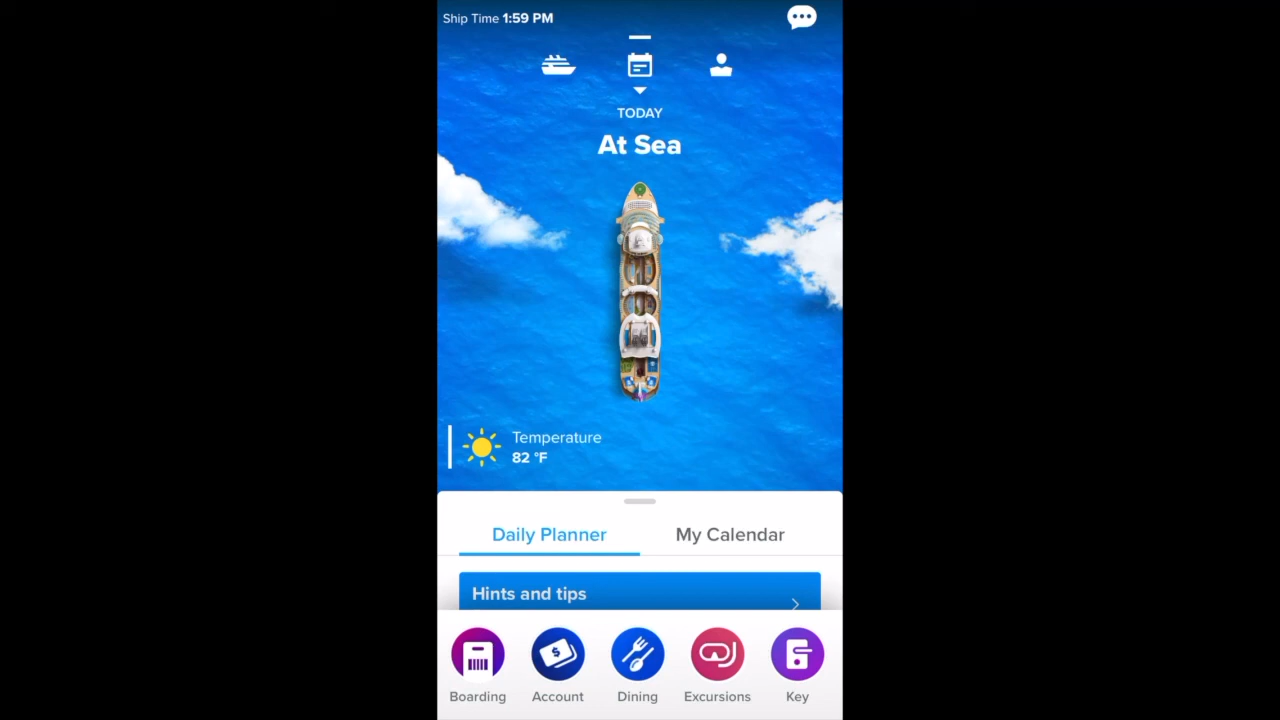 Ship Time 1:59 PM
TODAY
At Sea
Temperature
82 °F
Daily Planner My Calendar
Hints and tips
$
Boarding Account Dining Excursions Key